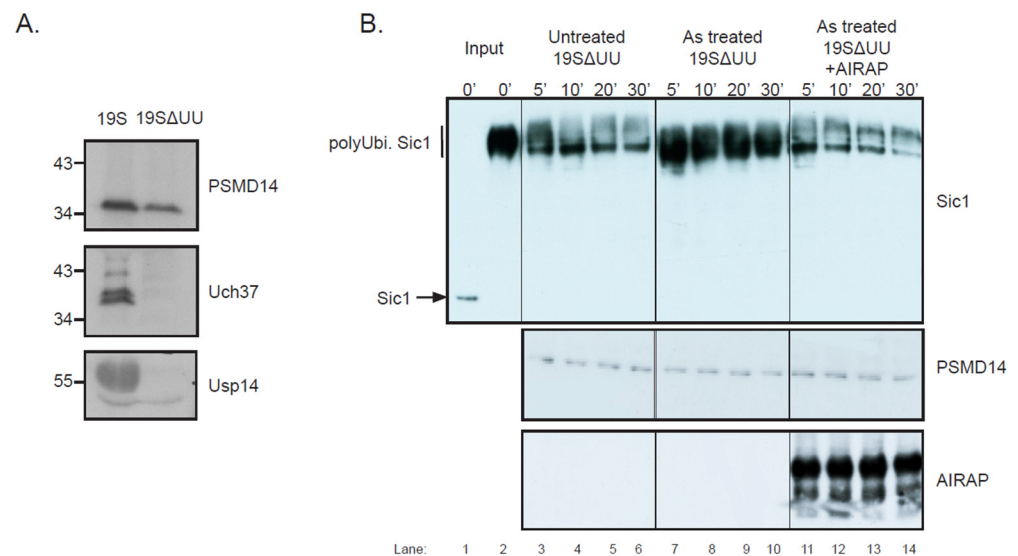 A.
19S 19SΔUU
43
34
PSMD14
43
34
Uch37
55
Usp14
B.
Input
Untreated
19SΔUU
As treated
19SΔUU
As treated
19SΔUU
+AIRAP
0' 0' 5' 10' 20' 30' 5' 10' 20' 30' 5' 10' 20' 30'
polyUbi. Sic1
Sic1
Sic1
PSMD14
AIRAP
Lane: 1 2 3 4 5 6 7 8 9 10 11 12 13 14